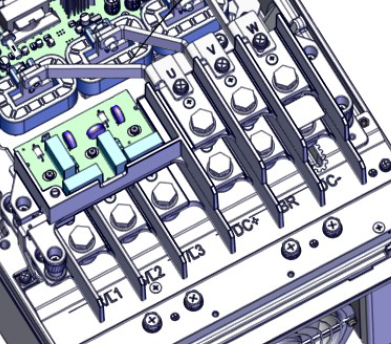 U V W
/L1 /L2 /L3 /DC+ BR DC-